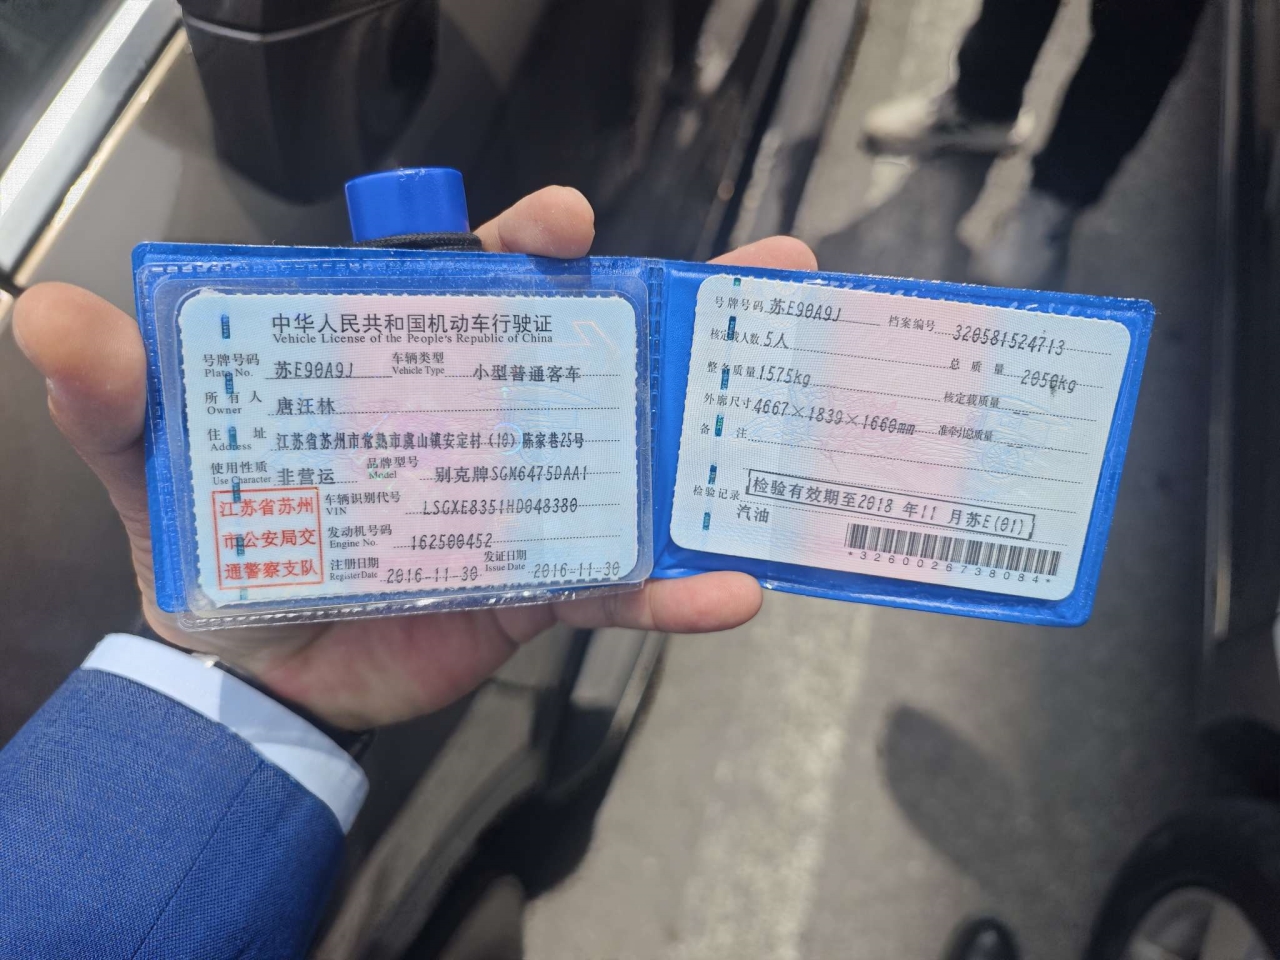 中华人民共和国机动车行驶证
Vehicle License of the People's Republic of China
号牌号码 苏E90A9J 车辆类型 小型普通客车
Plate No. Vehicle Type
所有人 唐汪林
Owner
住址 江苏省苏州市常熟市虞山镇安定村(10)陈家巷25号
Address
使用性质 非营运 品牌型号 别克牌SGM6475DAA1
Use Character Model
江苏省苏州
市公安局交
通警察支队
车辆识别代号 LSGXE8351HD048380
VIN
发动机号码 162500452
Engine No.
注册日期 2016-11-30 发证日期 2016-11-30
Register Date Issue Date
号牌号码 苏E90A9J 档案编号 320581524713
核定载人数 5人 总质量 2050kg
整备质量 1575kg 核定载质量 --
外廓尺寸 4667×1839×1660mm 准牵引总质量
备注
检验记录 检验有效期至2018年11月苏E(01)
汽油
*3260026738084*